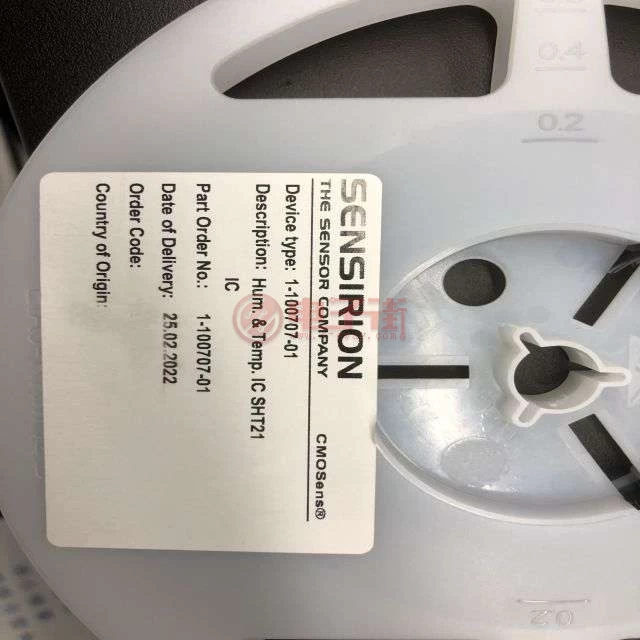 SENSIRION
THE SENSOR COMPANY
CMOSens®
Device type: 1-100707-01
Description: Hum. & Temp. IC SHT21
IC
Part Order No.: 1-100707-01
Date of Delivery: 25.02.2022
Order Code:
Country of Origin:
0.4
0.2
0.2